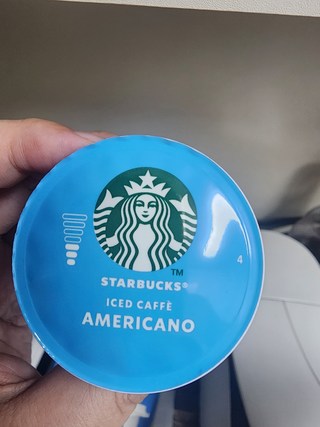 TM
STARBUCKS®
ICED CAFFÈ
AMERICANO
4